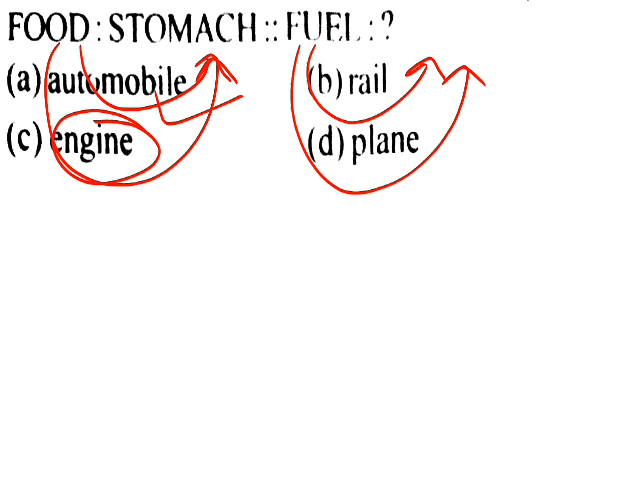 FOOD : STOMACH :: FUEL : ?
(a) automobile (b) rail
(c) engine (d) plane